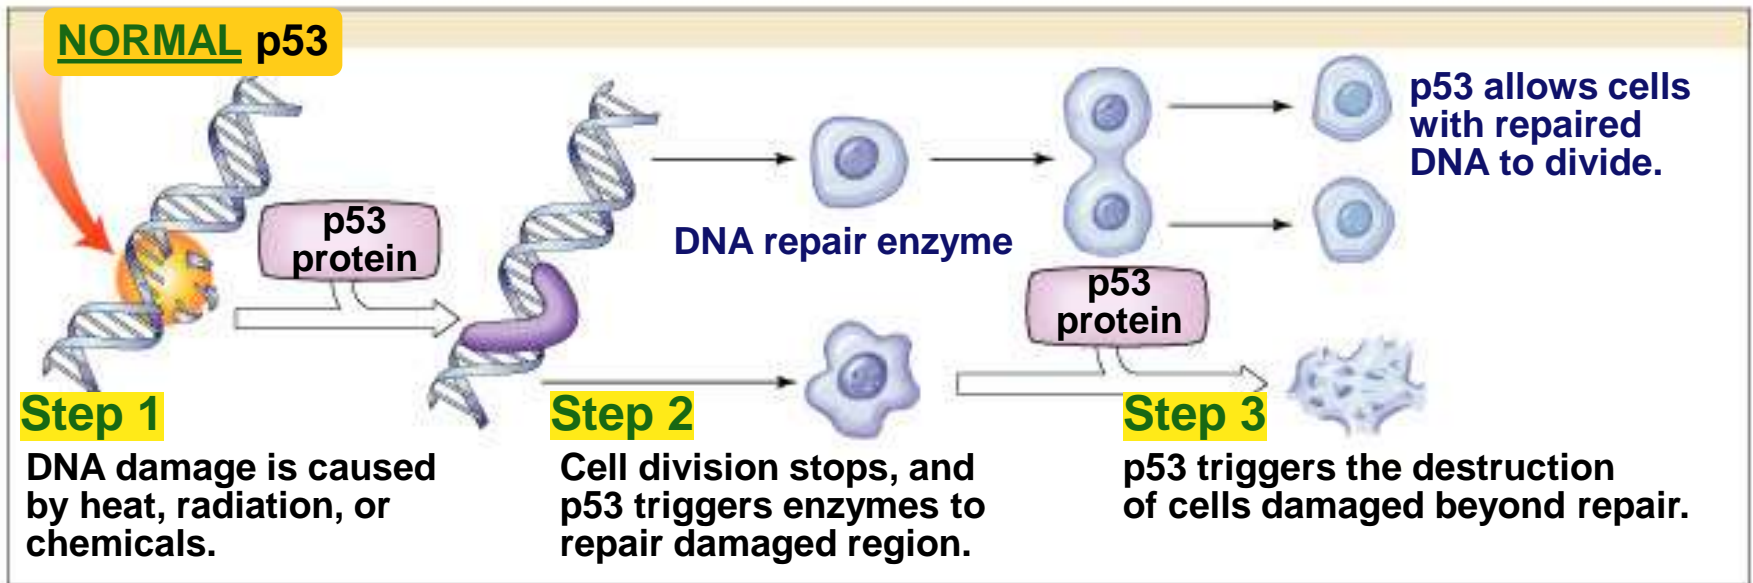 NORMAL p53
p53 allows cells
with repaired
DNA to divide.
p53
protein
DNA repair enzyme
p53
protein
Step 1
DNA damage is caused
by heat, radiation, or
chemicals.
Step 2
Cell division stops, and
p53 triggers enzymes to
repair damaged region.
Step 3
p53 triggers the destruction
of cells damaged beyond repair.